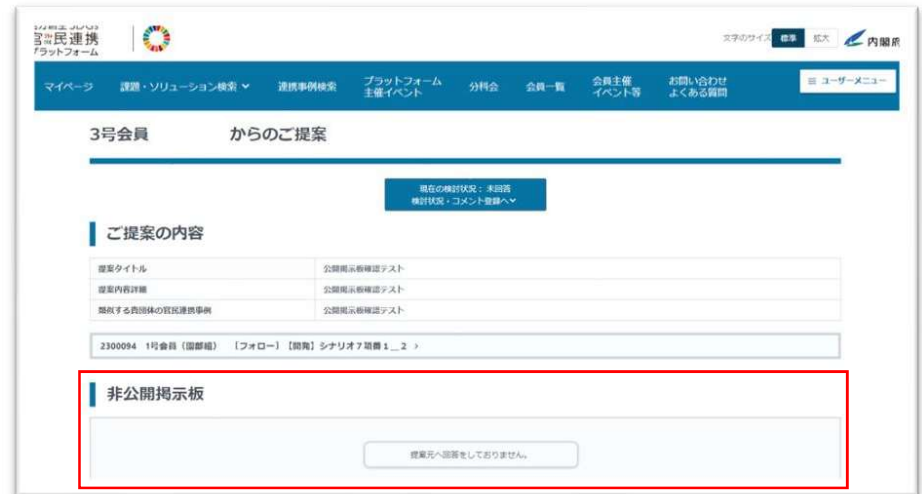 官民連携
プラットフォーム
文字のサイズ 標準 拡大 内閣府
マイページ 課題・ソリューション検索 連携事例検索 プラットフォーム主催イベント 分科会 会員一覧 会員主催イベント等 お問い合わせ よくある質問 ユーザーメニュー
3号会員 からのご提案
現在の検討状況：未回答
検討状況・コメント登録へ
ご提案の内容
提案タイトル 公開掲示板確認テスト
提案内容詳細 公開掲示板確認テスト
類似する貴団体の官民連携事例 公開掲示板確認テスト
2300094 1号会員（国都組） [フォロー]【開発】シナリオ7項番1__2 >
非公開掲示板
提案元へ回答をしておりません。